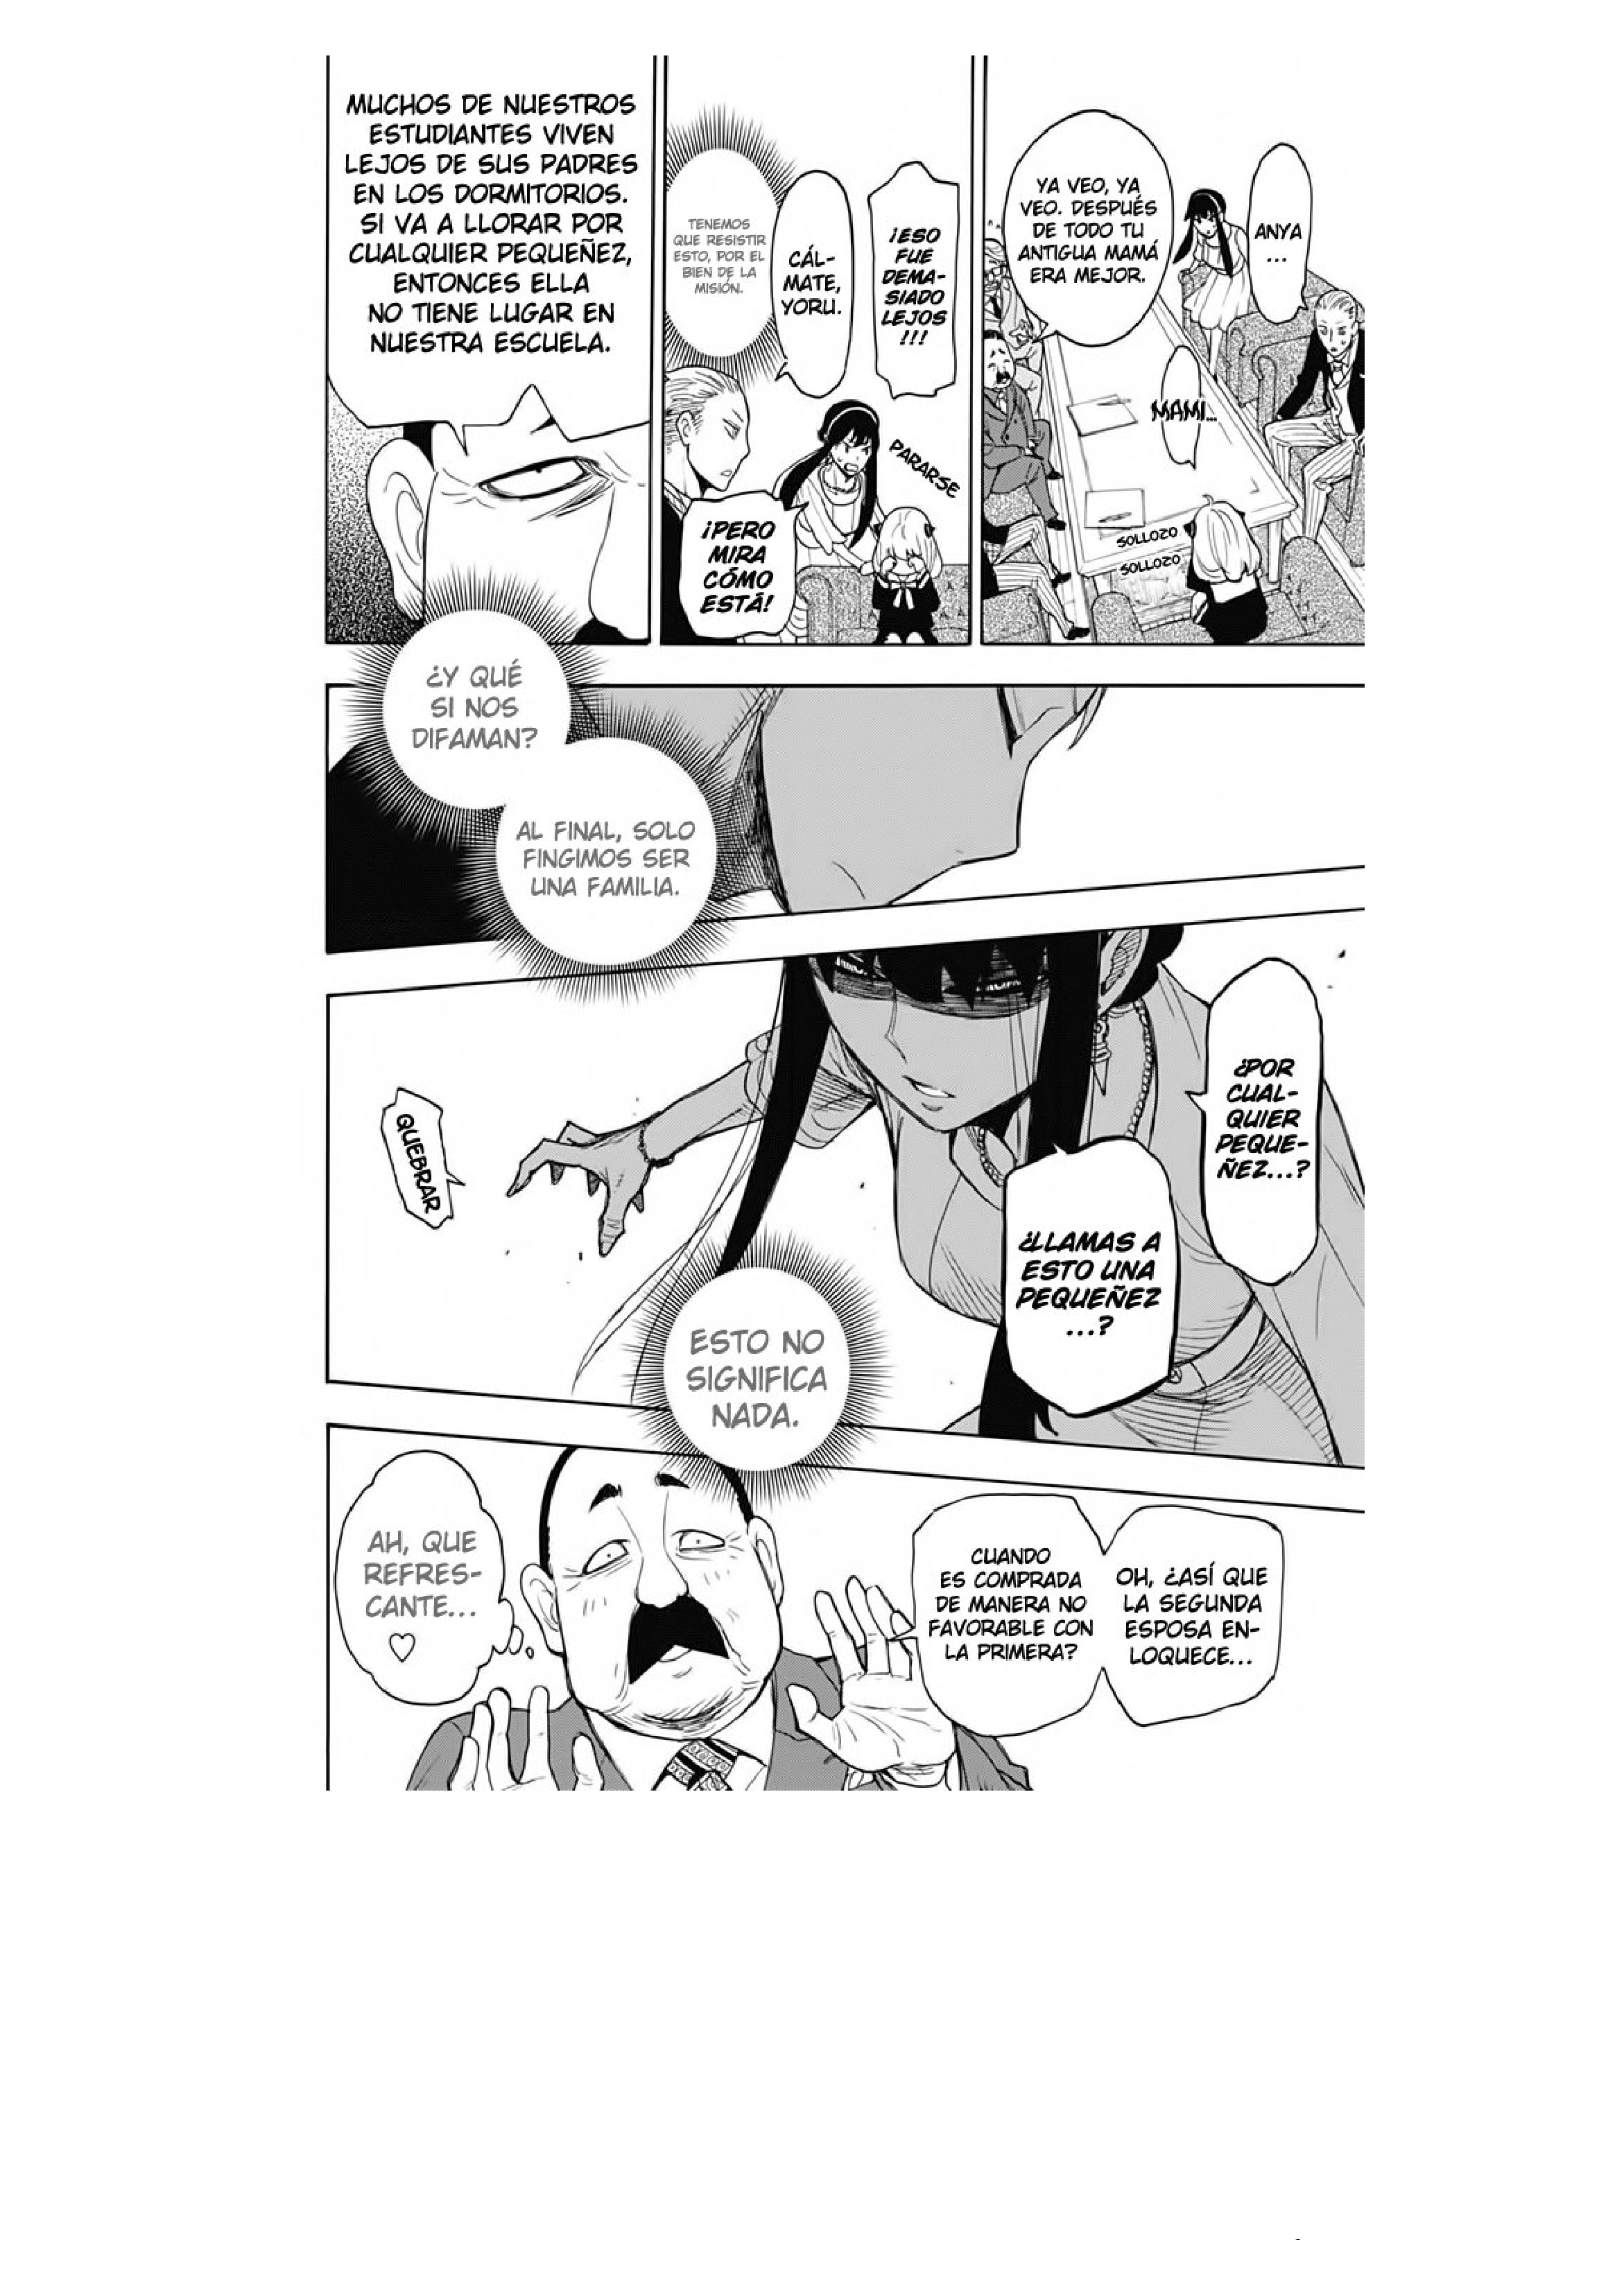 ANYA
...
YA VEO, YA
VEO. DESPUÉS
DE TODO TU
ANTIGUA MAMÁ
ERA MEJOR.
MAMI...
SOLLOZO
SOLLOZO
¡ESO
FUE
DEMA-
SIADO
LEJOS
!!!
CÁL-
MATE,
YORU.
TENEMOS
QUE RESISTIR
ESTO, POR EL
BIEN DE LA
MISIÓN.
PARARSE
¡PERO
MIRA
CÓMO
ESTÁ!
MUCHOS DE NUESTROS
ESTUDIANTES VIVEN
LEJOS DE SUS PADRES
EN LOS DORMITORIOS.
SI VA A LLORAR POR
CUALQUIER PEQUEÑEZ,
ENTONCES ELLA
NO TIENE LUGAR EN
NUESTRA ESCUELA.
¿Y QUÉ
SI NOS
DIFAMAN?
AL FINAL, SOLO
FINGIMOS SER
UNA FAMILIA.
¿POR
CUAL-
QUIER
PEQUE-
ÑEZ...?
¿LLAMAS A
ESTO UNA
PEQUEÑEZ
...?
QUEBRAR
ESTO NO
SIGNIFICA
NADA.
OH, ¿ASÍ QUE
LA SEGUNDA
ESPOSA EN-
LOQUECE...
CUANDO
ES COMPRADA
DE MANERA NO
FAVORABLE CON
LA PRIMERA?
AH, QUE
REFRES-
CANTE...
♡